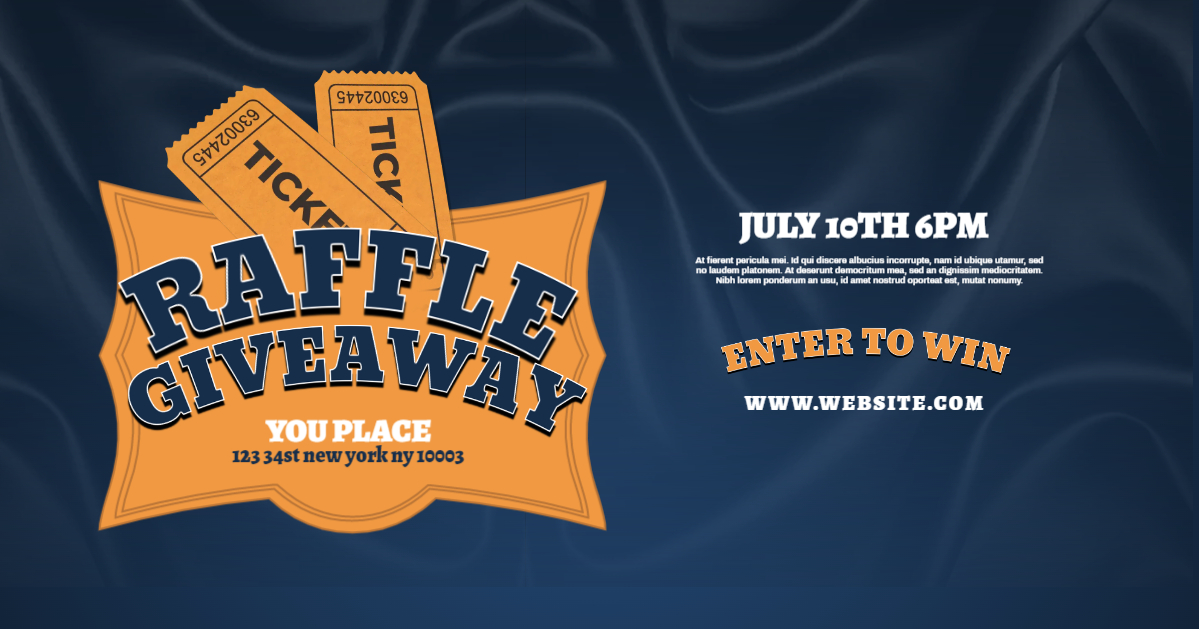 63002445
TICKE
63002445
TICK
RAFFLE
GIVEAWAY
YOU PLACE
123 34st new york ny 10003
JULY 10TH 6PM
At fierent pericula mei. Id qui discere albucius incorrupte, nam id ubique utamur, sed
no laudem platonem. At deserunt democritum mea, sed an dignissim mediocritatem.
Nibh lorem ponderum an usu, id amet nostrud oporteat est, mutat nonumy.
ENTER TO WIN
WWW.WEBSITE.COM